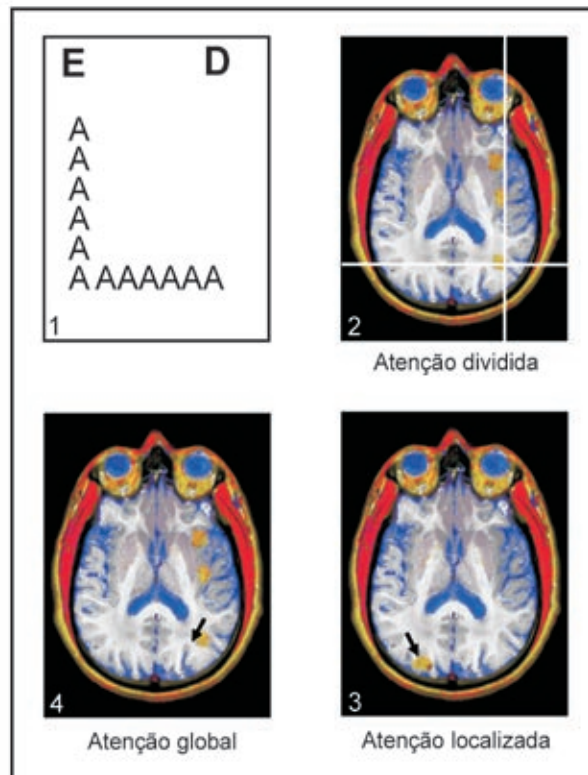 E D
A
A
A
A
A
A AAAAAA
1
2
Atenção dividida
4
3
Atenção global
Atenção localizada